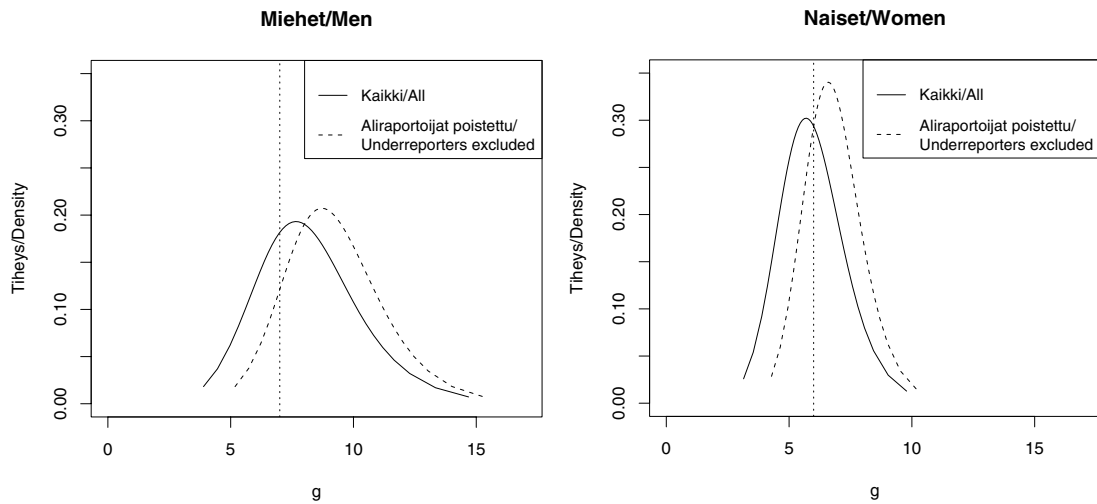 Miehet/Men
Kaikki/All
Aliraportoijat poistettu/
Underreporters excluded
Tiheys/Density
0.00
0.10
0.20
0.30
0 5 10 15
g
Naiset/Women
Kaikki/All
Aliraportoijat poistettu/
Underreporters excluded
Tiheys/Density
0.00
0.10
0.20
0.30
0 5 10 15
g